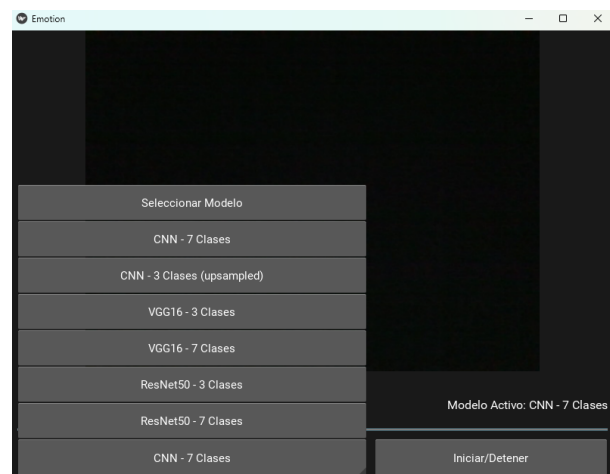 Emotion
Seleccionar Modelo
CNN - 7 Clases
CNN - 3 Clases (upsampled)
VGG16 - 3 Clases
VGG16 - 7 Clases
ResNet50 - 3 Clases
Modelo Activo: CNN - 7 Clases
ResNet50 - 7 Clases
CNN - 7 Clases
Iniciar/Detener